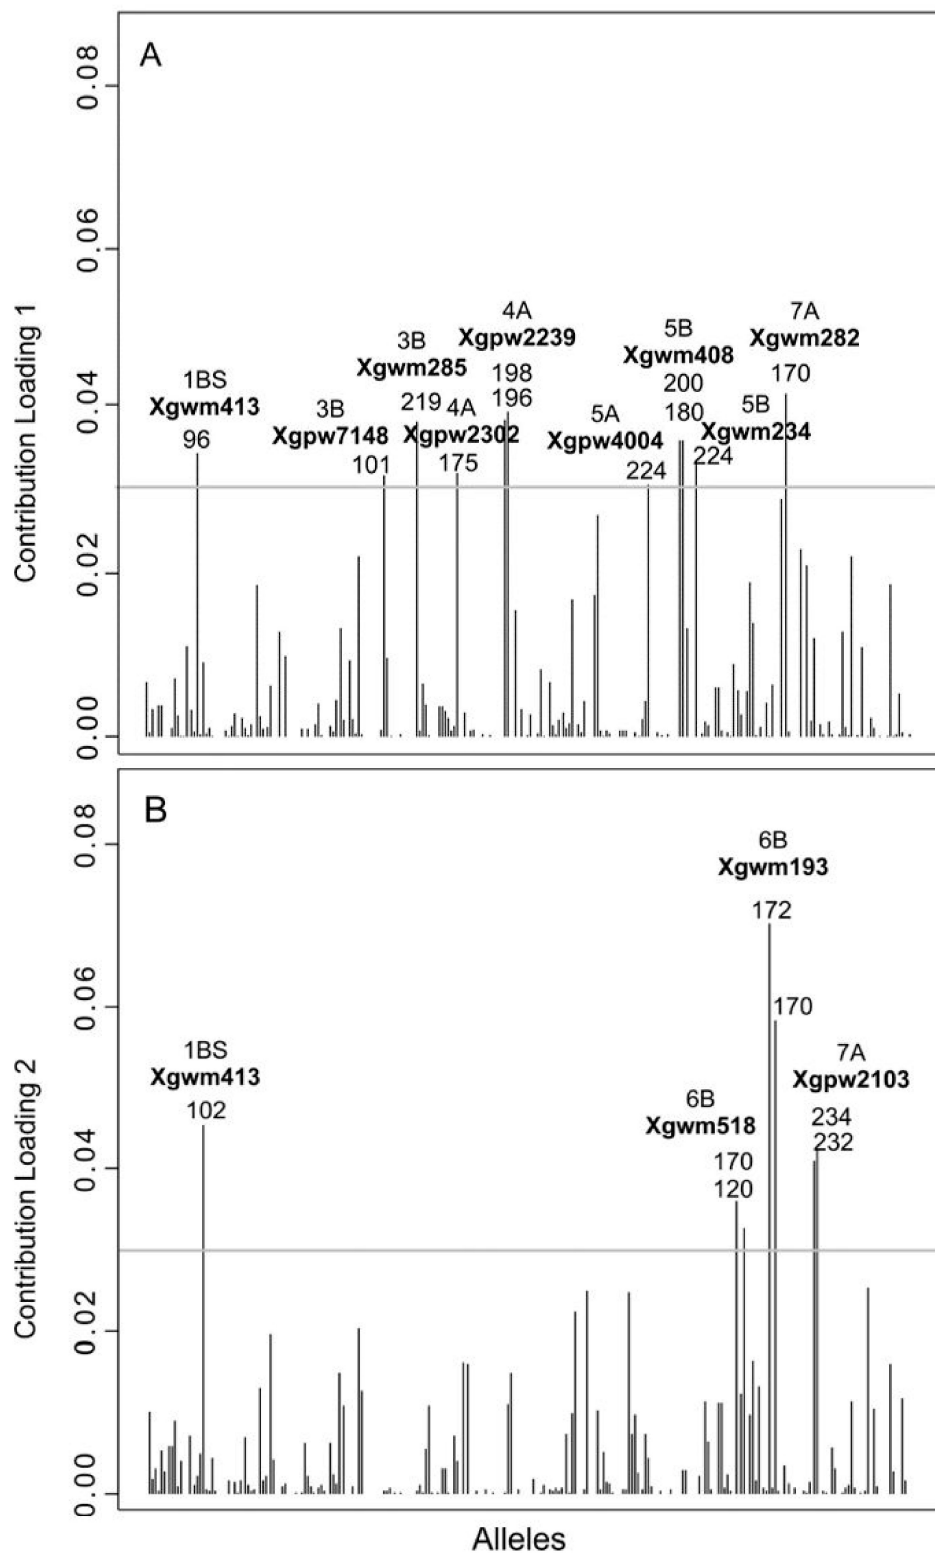 A
0.08
0.06
0.04
0.02
0.00
Contribution Loading 1
1BS
Xgwm413
96
3B
Xgpw7148
101
3B
Xgwm285
219
4A
Xgpw2302
175
4A
Xgpw2239
198
196
5A
Xgpw4004
224
5B
Xgwm408
200
180
5B
Xgwm234
224
7A
Xgwm282
170
B
0.08
0.06
0.04
0.02
0.00
Contribution Loading 2
1BS
Xgwm413
102
6B
Xgwm518
170
120
6B
Xgwm193
172
170
7A
Xgpw2103
234
232
Alleles